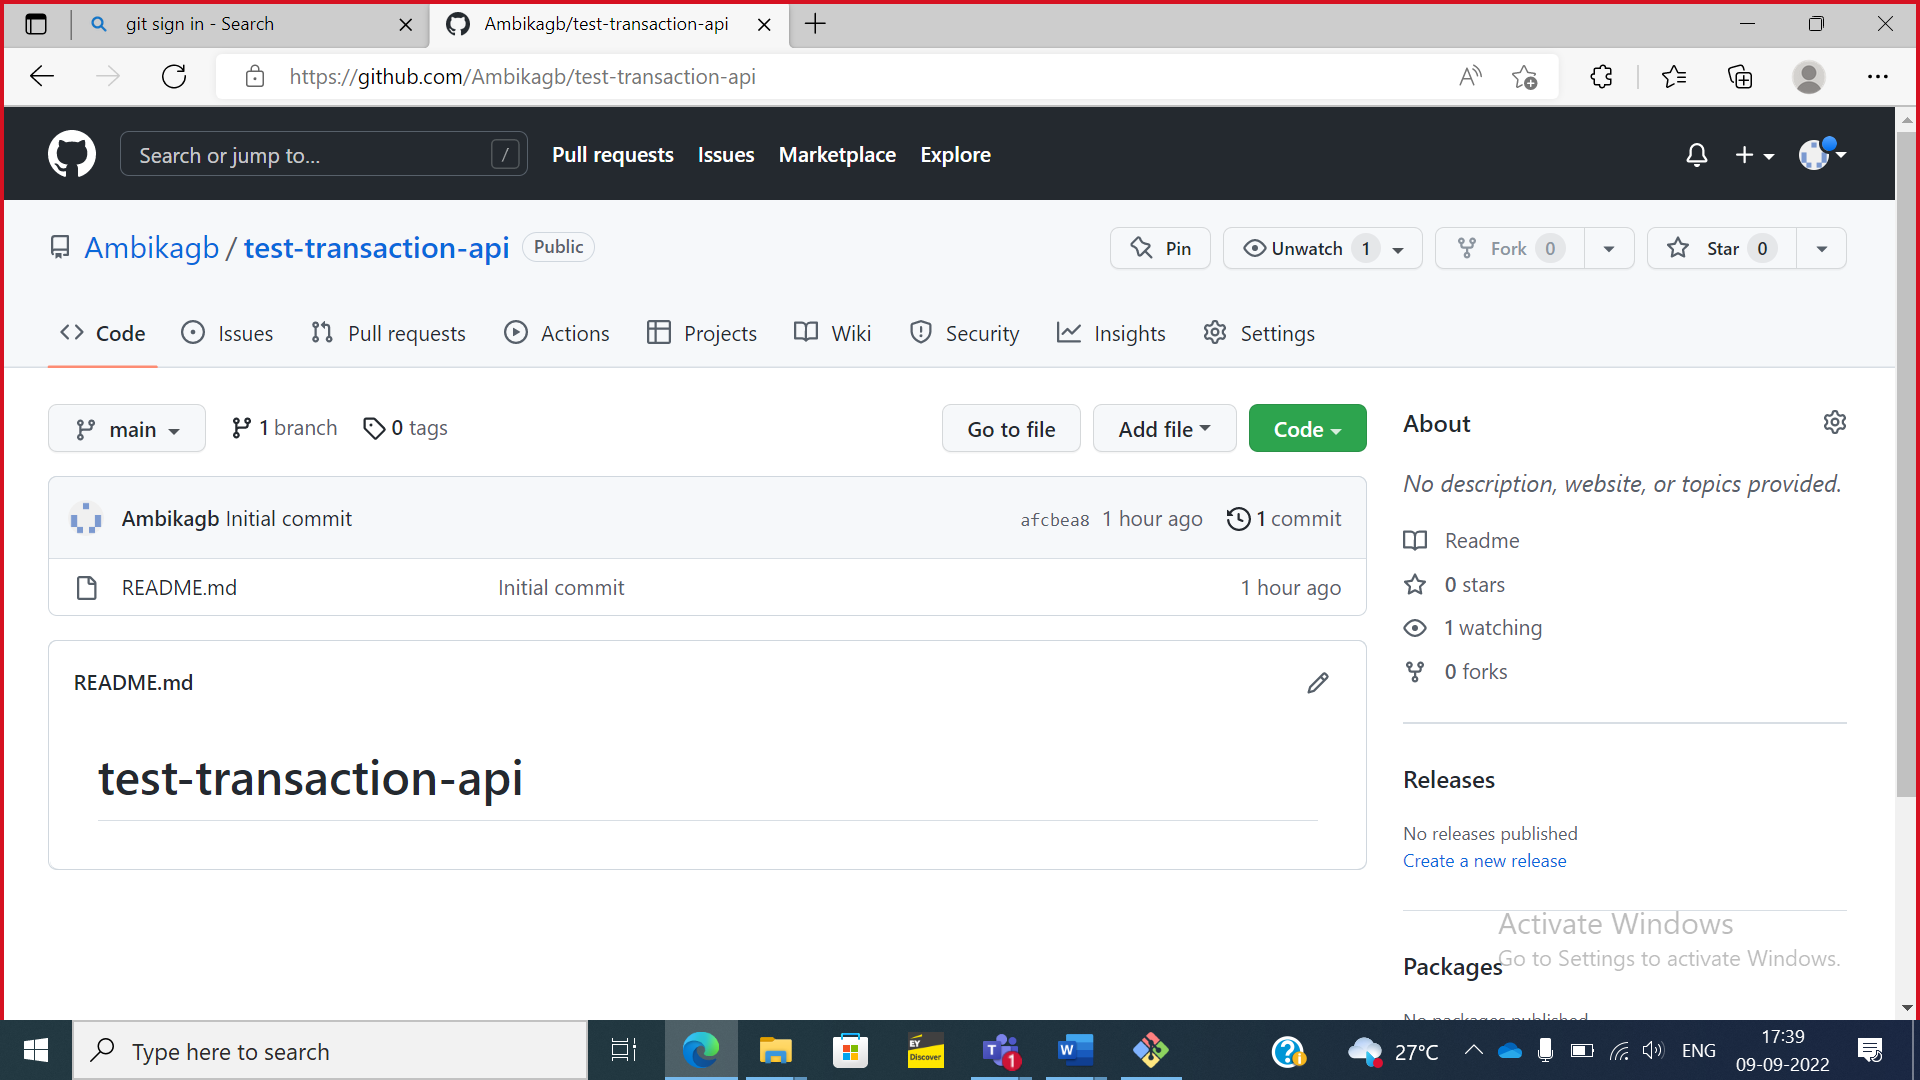 git sign in - Search
Ambikagb/test-transaction-api
https://github.com/Ambikagb/test-transaction-api
Search or jump to... /
Pull requests Issues Marketplace Explore
Ambikagb / test-transaction-api Public
Pin Unwatch 1 Fork 0 Star 0
Code Issues Pull requests Actions Projects Wiki Security Insights Settings
main 1 branch 0 tags Go to file Add file Code
Ambikagb Initial commit afcbea8 1 hour ago 1 commit
README.md Initial commit 1 hour ago
README.md
test-transaction-api
About
No description, website, or topics provided.
Readme
0 stars
1 watching
0 forks
Releases
No releases published
Create a new release
Activate Windows
Go to Settings to activate Windows.
Packages
No packages published
Type here to search
EY
Discover
T 1
W
27°C
ENG
17:39
09-09-2022